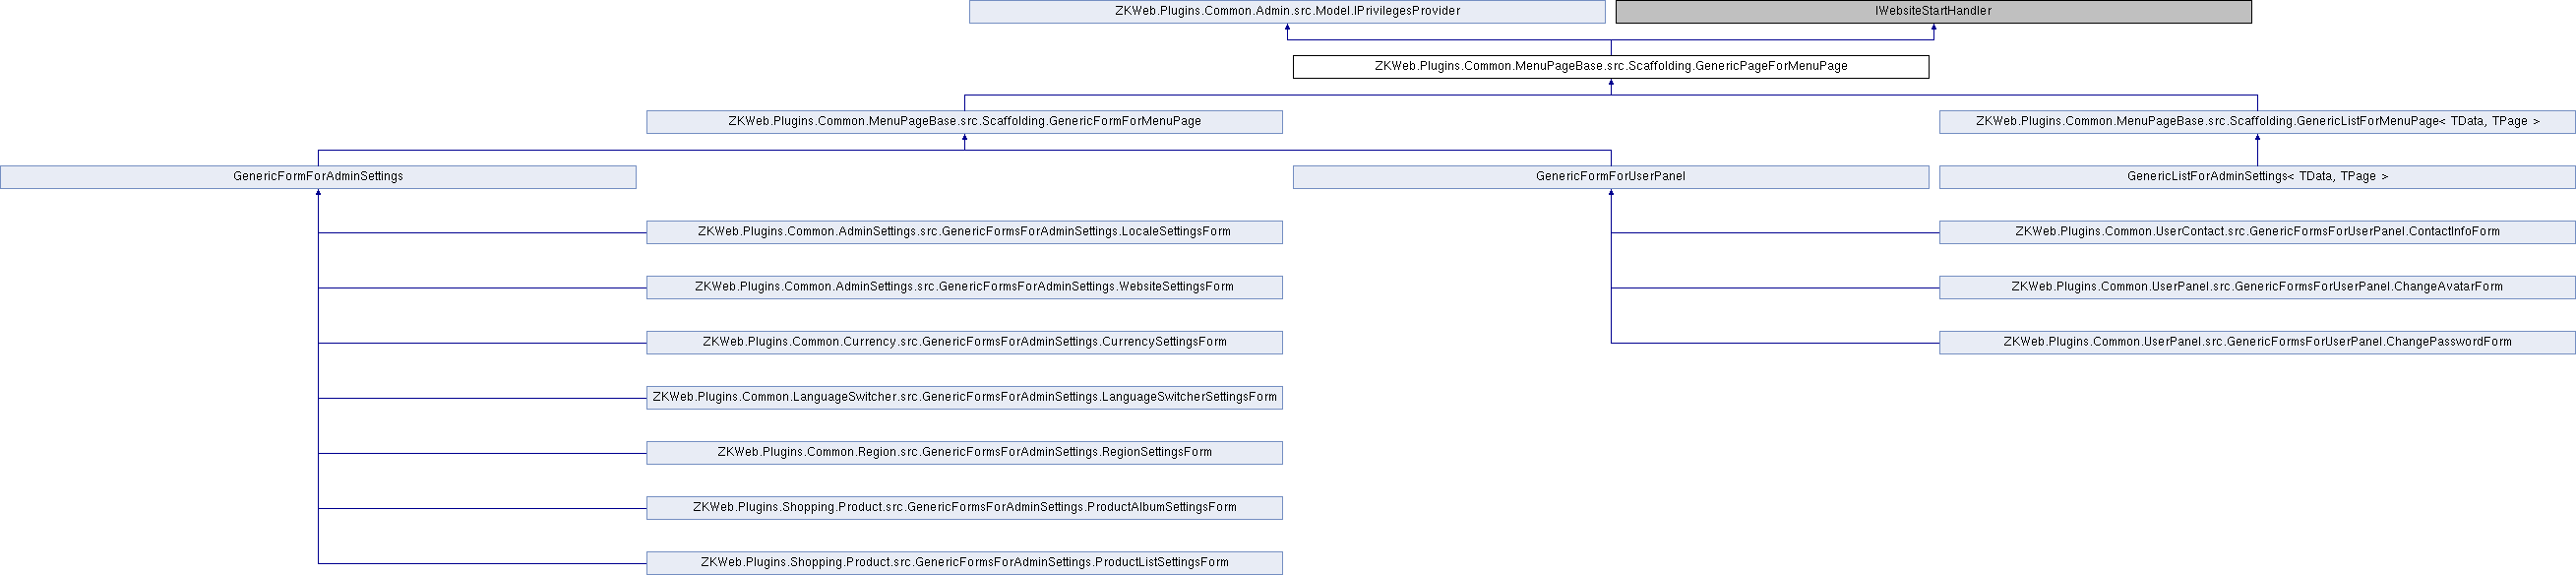 ZKWeb.Plugins.Common.Admin.src.Model.IPrivilegesProvider
IWebsiteStartHandler
ZKWeb.Plugins.Common.MenuPageBase.src.Scaffolding.GenericPageForMenuPage
ZKWeb.Plugins.Common.MenuPageBase.src.Scaffolding.GenericFormForMenuPage
ZKWeb.Plugins.Common.MenuPageBase.src.Scaffolding.GenericListForMenuPage< TData, TPage >
GenericFormForAdminSettings
GenericFormForUserPanel
GenericListForAdminSettings< TData, TPage >
ZKWeb.Plugins.Common.AdminSettings.src.GenericFormsForAdminSettings.LocaleSettingsForm
ZKWeb.Plugins.Common.UserContact.src.GenericFormsForUserPanel.ContactInfoForm
ZKWeb.Plugins.Common.AdminSettings.src.GenericFormsForAdminSettings.WebsiteSettingsForm
ZKWeb.Plugins.Common.UserPanel.src.GenericFormsForUserPanel.ChangeAvatarForm
ZKWeb.Plugins.Common.Currency.src.GenericFormsForAdminSettings.CurrencySettingsForm
ZKWeb.Plugins.Common.UserPanel.src.GenericFormsForUserPanel.ChangePasswordForm
ZKWeb.Plugins.Common.LanguageSwitcher.src.GenericFormsForAdminSettings.LanguageSwitcherSettingsForm
ZKWeb.Plugins.Common.Region.src.GenericFormsForAdminSettings.RegionSettingsForm
ZKWeb.Plugins.Shopping.Product.src.GenericFormsForAdminSettings.ProductAlbumSettingsForm
ZKWeb.Plugins.Shopping.Product.src.GenericFormsForAdminSettings.ProductListSettingsForm